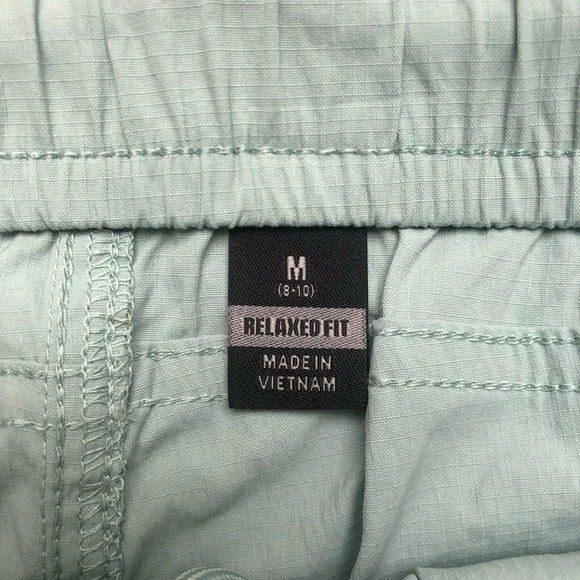 M
(8-10)
RELAXED FIT
MADE IN
VIETNAM